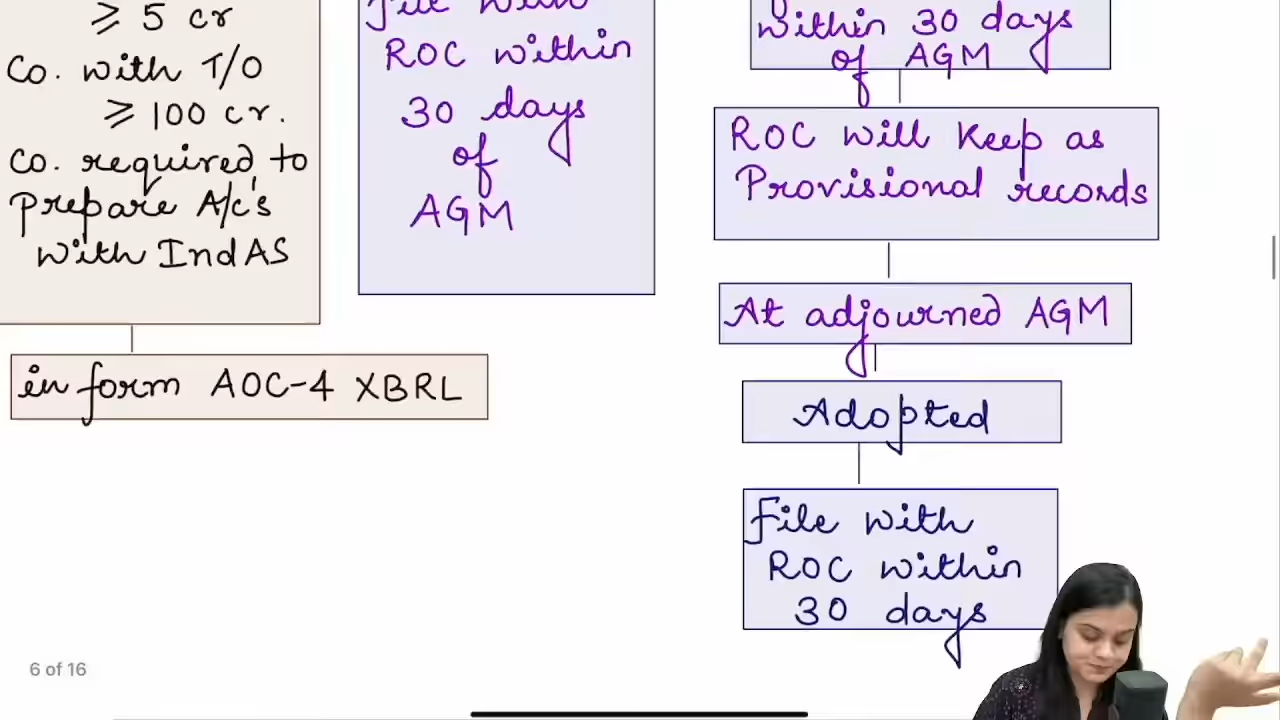 ≥ 5 cr
Co. with T/O
≥ 100 cr.
Co. required to
prepare A/c's
with IndAS
in form AOC-4 XBRL
File with
ROC within
30 days
of
AGM
Within 30 days
of AGM
ROC will Keep as
Provisional records
At adjourned AGM
Adopted
File with
ROC within
30 days
6 of 16